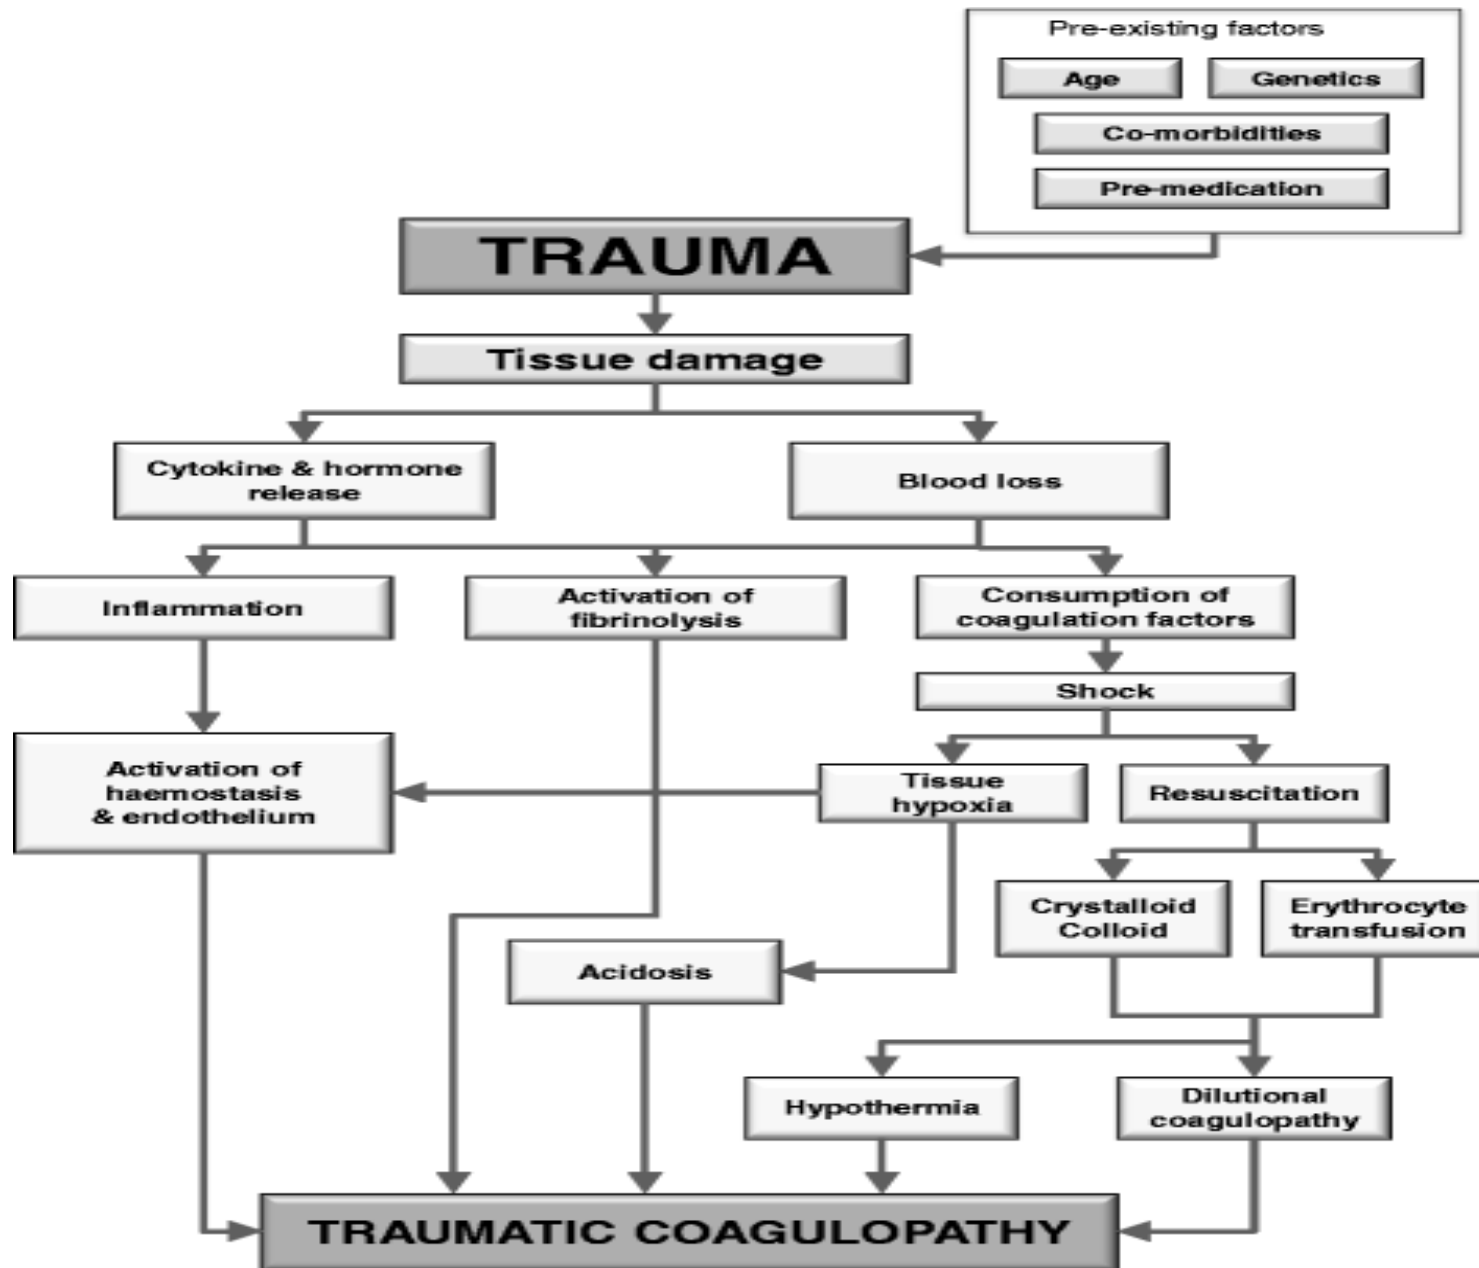 Pre-existing factors
Age
Genetics
Co-morbidities
Pre-medication
TRAUMA
Tissue damage
Cytokine & hormone
release
Blood loss
Inflammation
Activation of
fibrinolysis
Consumption of
coagulation factors
Shock
Activation of
haemostasis
& endothelium
Tissue
hypoxia
Resuscitation
Crystalloid
Colloid
Erythrocyte
transfusion
Acidosis
Hypothermia
Dilutional
coagulopathy
TRAUMATIC COAGULOPATHY